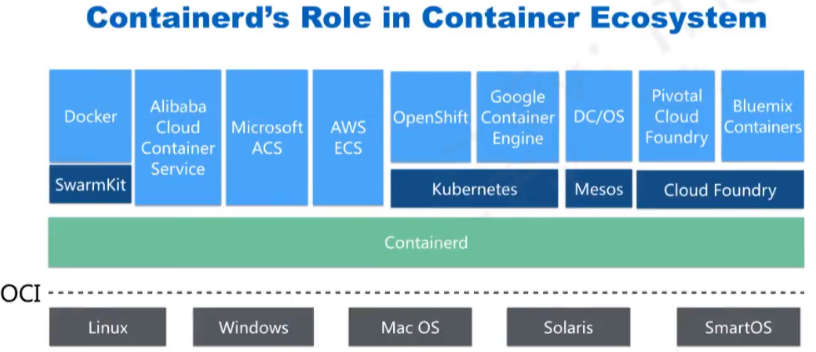 Containerd’s Role in Container Ecosystem
Docker
Alibaba
Cloud
Container
Service
Microsoft
ACS
AWS
ECS
OpenShift
Google
Container
Engine
DC/OS
Pivotal
Cloud
Foundry
Bluemix
Containers
SwarmKit
Kubernetes
Mesos
Cloud Foundry
Containerd
OCI
Linux
Windows
Mac OS
Solaris
SmartOS